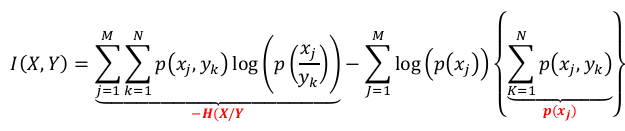 I(X, Y) = ∑_{j=1}^{M} ∑_{k=1}^{N} p(x_j, y_k) log (p (x_j / y_k)) − ∑_{J=1}^{M} log (p(x_j)) { ∑_{K=1}^{N} p(x_j, y_k) }
−H(X/Y
p(x_j)